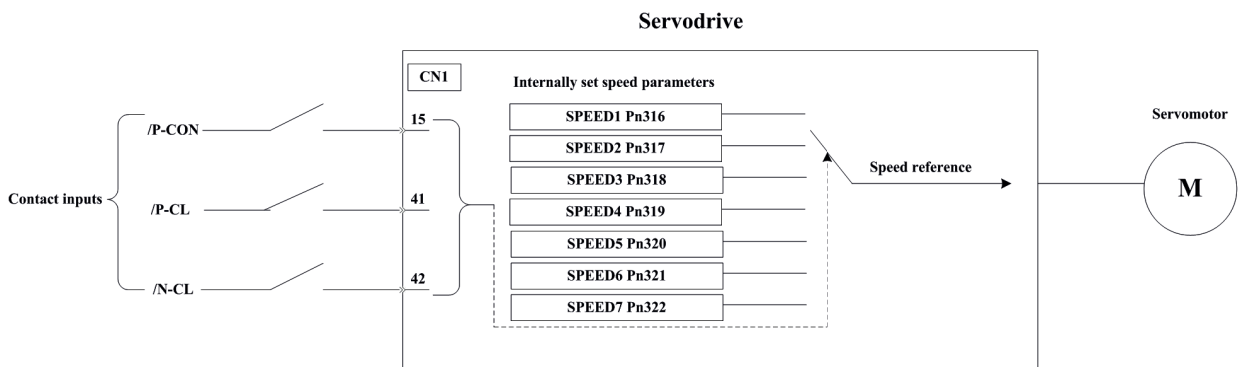 Servodrive
CN1
Internally set speed parameters
SPEED1 Pn316
SPEED2 Pn317
SPEED3 Pn318
SPEED4 Pn319
SPEED5 Pn320
SPEED6 Pn321
SPEED7 Pn322
Contact inputs
/P-CON
15
/P-CL
41
/N-CL
42
Speed reference
Servomotor
M